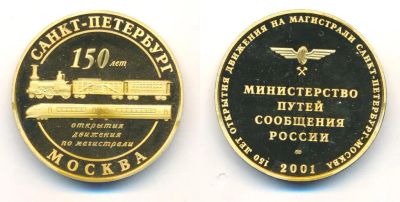 САНКТ-ПЕТЕРБУРГ
150 лет
открытия
движения
по магистрали
МОСКВА
150 ЛЕТ ОТКРЫТИЯ ДВИЖЕНИЯ НА МАГИСТРАЛИ САНКТ-ПЕТЕРБУРГ-МОСКВА
МИНИСТЕРСТВО
ПУТЕЙ
СООБЩЕНИЯ
РОССИИ
2001